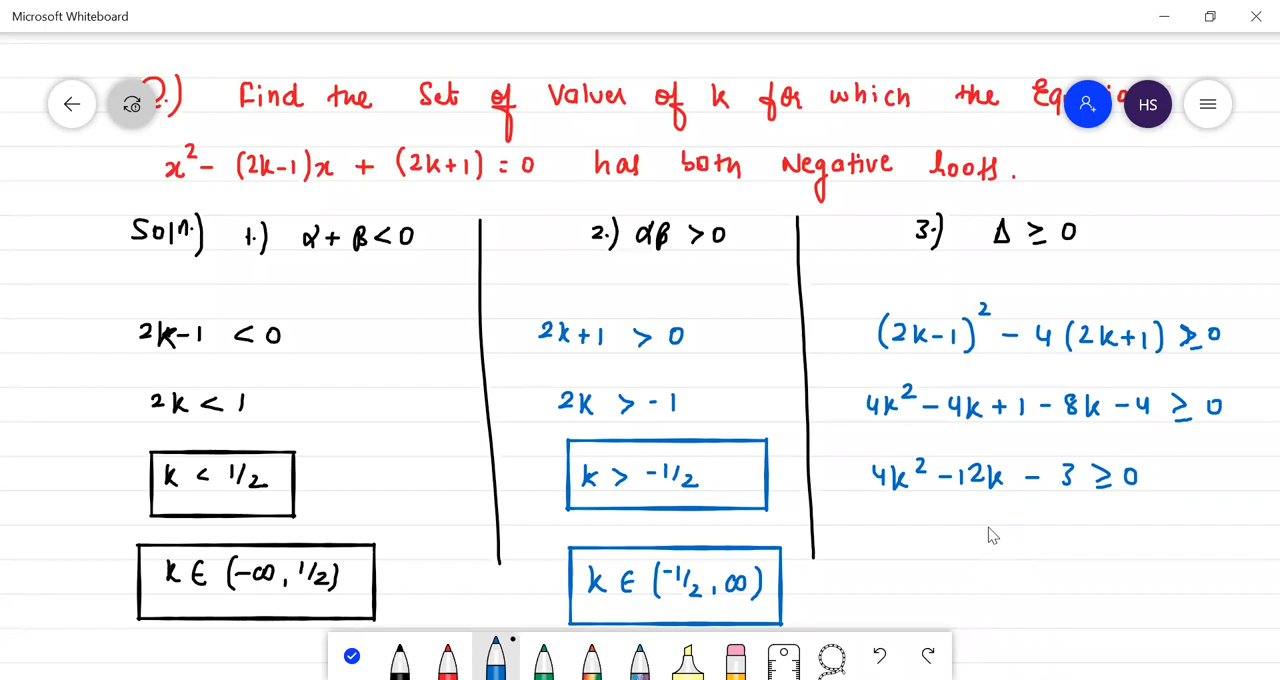 Microsoft Whiteboard
Q.) Find the Set of Values of k for which the
x² - (2k-1)x + (2k+1) = 0 has both Negative Roots.
HS
Soln.) 1.) α + β < 0
2k-1 < 0
2k < 1
k < 1/2
k ∈ (-∞, 1/2)
2.) αβ > 0
2k+1 > 0
2k > -1
k > -1/2
k ∈ (-1/2, ∞)
3.) Δ ≥ 0
(2k-1)² - 4(2k+1) ≥ 0
4k² - 4k + 1 - 8k - 4 ≥ 0
4k² - 12k - 3 ≥ 0